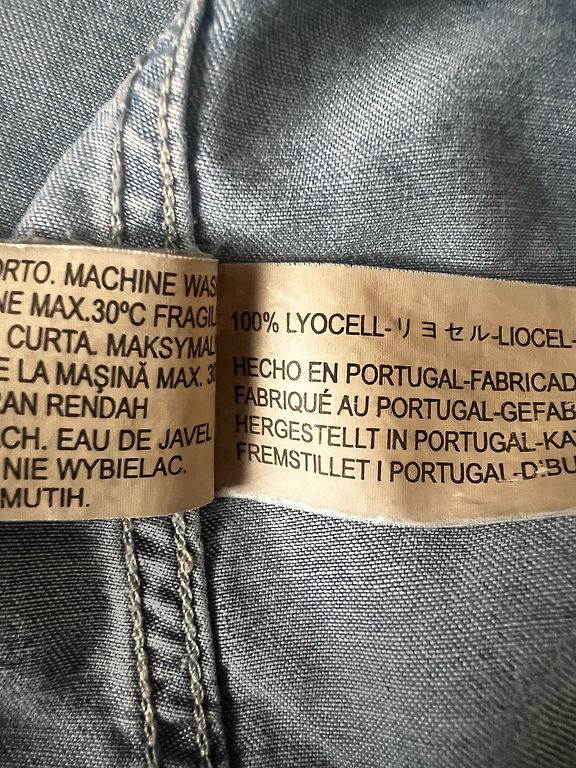 ORTO. MACHINE WAS
NE MAX.30ºC FRAGIL
CURTA. MAKSYMAL
E LA MAŞINĂ MAX. 30
RAN RENDAH
ACH. EAU DE JAVEL
NIE WYBIELAC.
MUTIH.
100% LYOCELL-リヨセル-LIOCEL-
HECHO EN PORTUGAL-FABRICAD
FABRIQUÉ AU PORTUGAL-GEFAB
HERGESTELLT IN PORTUGAL-KA
FREMSTILLET I PORTUGAL-D